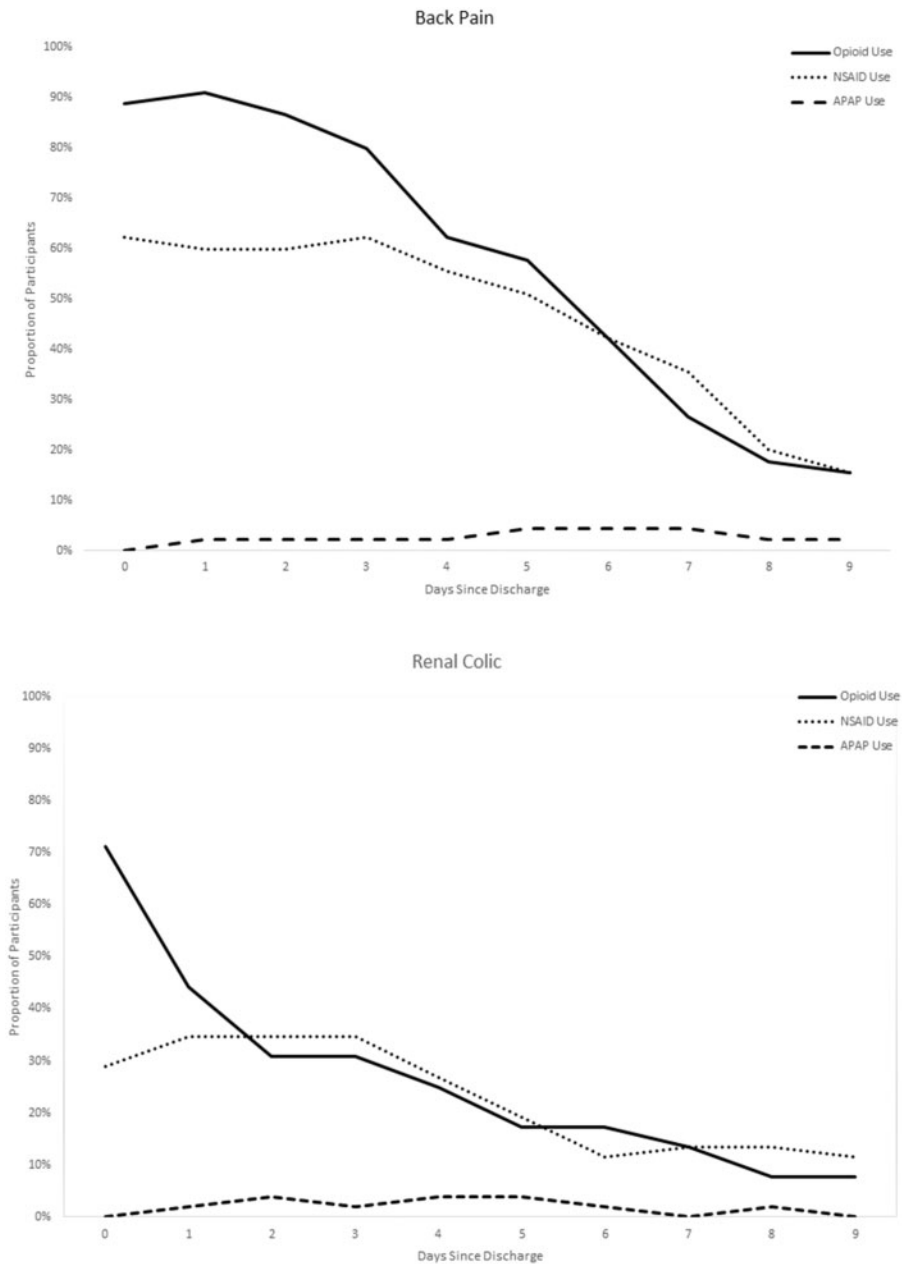 Back Pain
Opioid Use
NSAID Use
APAP Use
100%
90%
80%
70%
60%
50%
40%
30%
20%
10%
0%
Proportion of Participants
0 1 2 3 4 5 6 7 8 9
Days Since Discharge
Renal Colic
Opioid Use
NSAID Use
APAP Use
100%
90%
80%
70%
60%
50%
40%
30%
20%
10%
0%
Proportion of Participants
0 1 2 3 4 5 6 7 8 9
Days Since Discharge